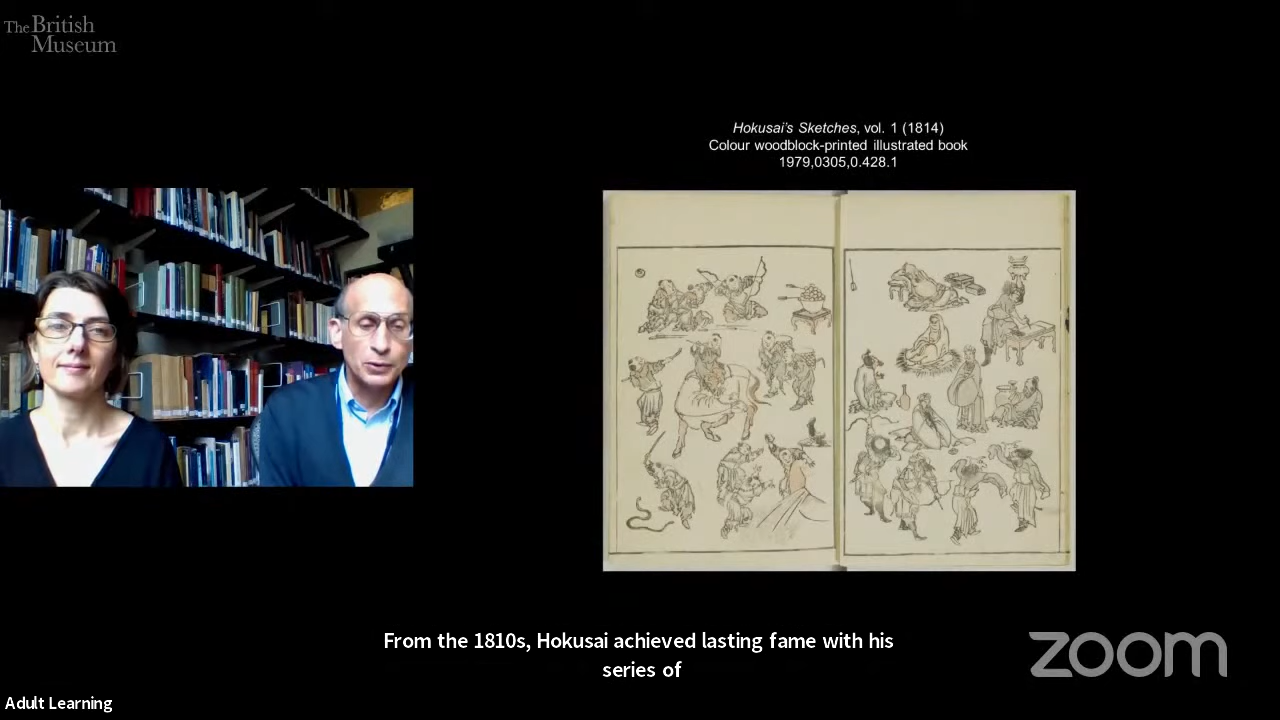 The British
Museum
Hokusai's Sketches, vol. 1 (1814)
Colour woodblock-printed illustrated book
1979,0305,0.428.1
From the 1810s, Hokusai achieved lasting fame with his
series of
zoom
Adult Learning